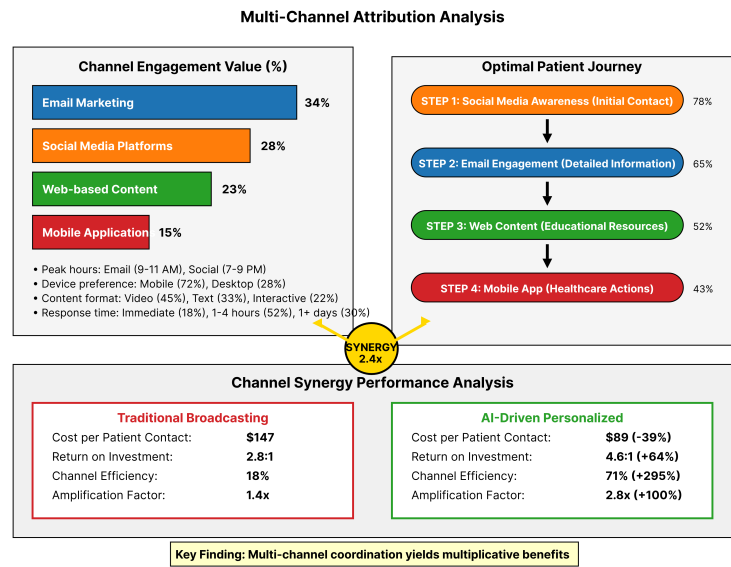 Multi-Channel Attribution Analysis
Channel Engagement Value (%)
Email Marketing 34%
Social Media Platforms 28%
Web-based Content 23%
Mobile Application 15%
• Peak hours: Email (9-11 AM), Social (7-9 PM)
• Device preference: Mobile (72%), Desktop (28%)
• Content format: Video (45%), Text (33%), Interactive (22%)
• Response time: Immediate (18%), 1-4 hours (52%), 1+ days (30%)
Optimal Patient Journey
STEP 1: Social Media Awareness (Initial Contact) 78%
STEP 2: Email Engagement (Detailed Information) 65%
STEP 3: Web Content (Educational Resources) 52%
STEP 4: Mobile App (Healthcare Actions) 43%
SYNERGY
2.4x
Channel Synergy Performance Analysis
Traditional Broadcasting
Cost per Patient Contact: $147
Return on Investment: 2.8:1
Channel Efficiency: 18%
Amplification Factor: 1.4x
AI-Driven Personalized
Cost per Patient Contact: $89 (-39%)
Return on Investment: 4.6:1 (+64%)
Channel Efficiency: 71% (+295%)
Amplification Factor: 2.8x (+100%)
Key Finding: Multi-channel coordination yields multiplicative benefits